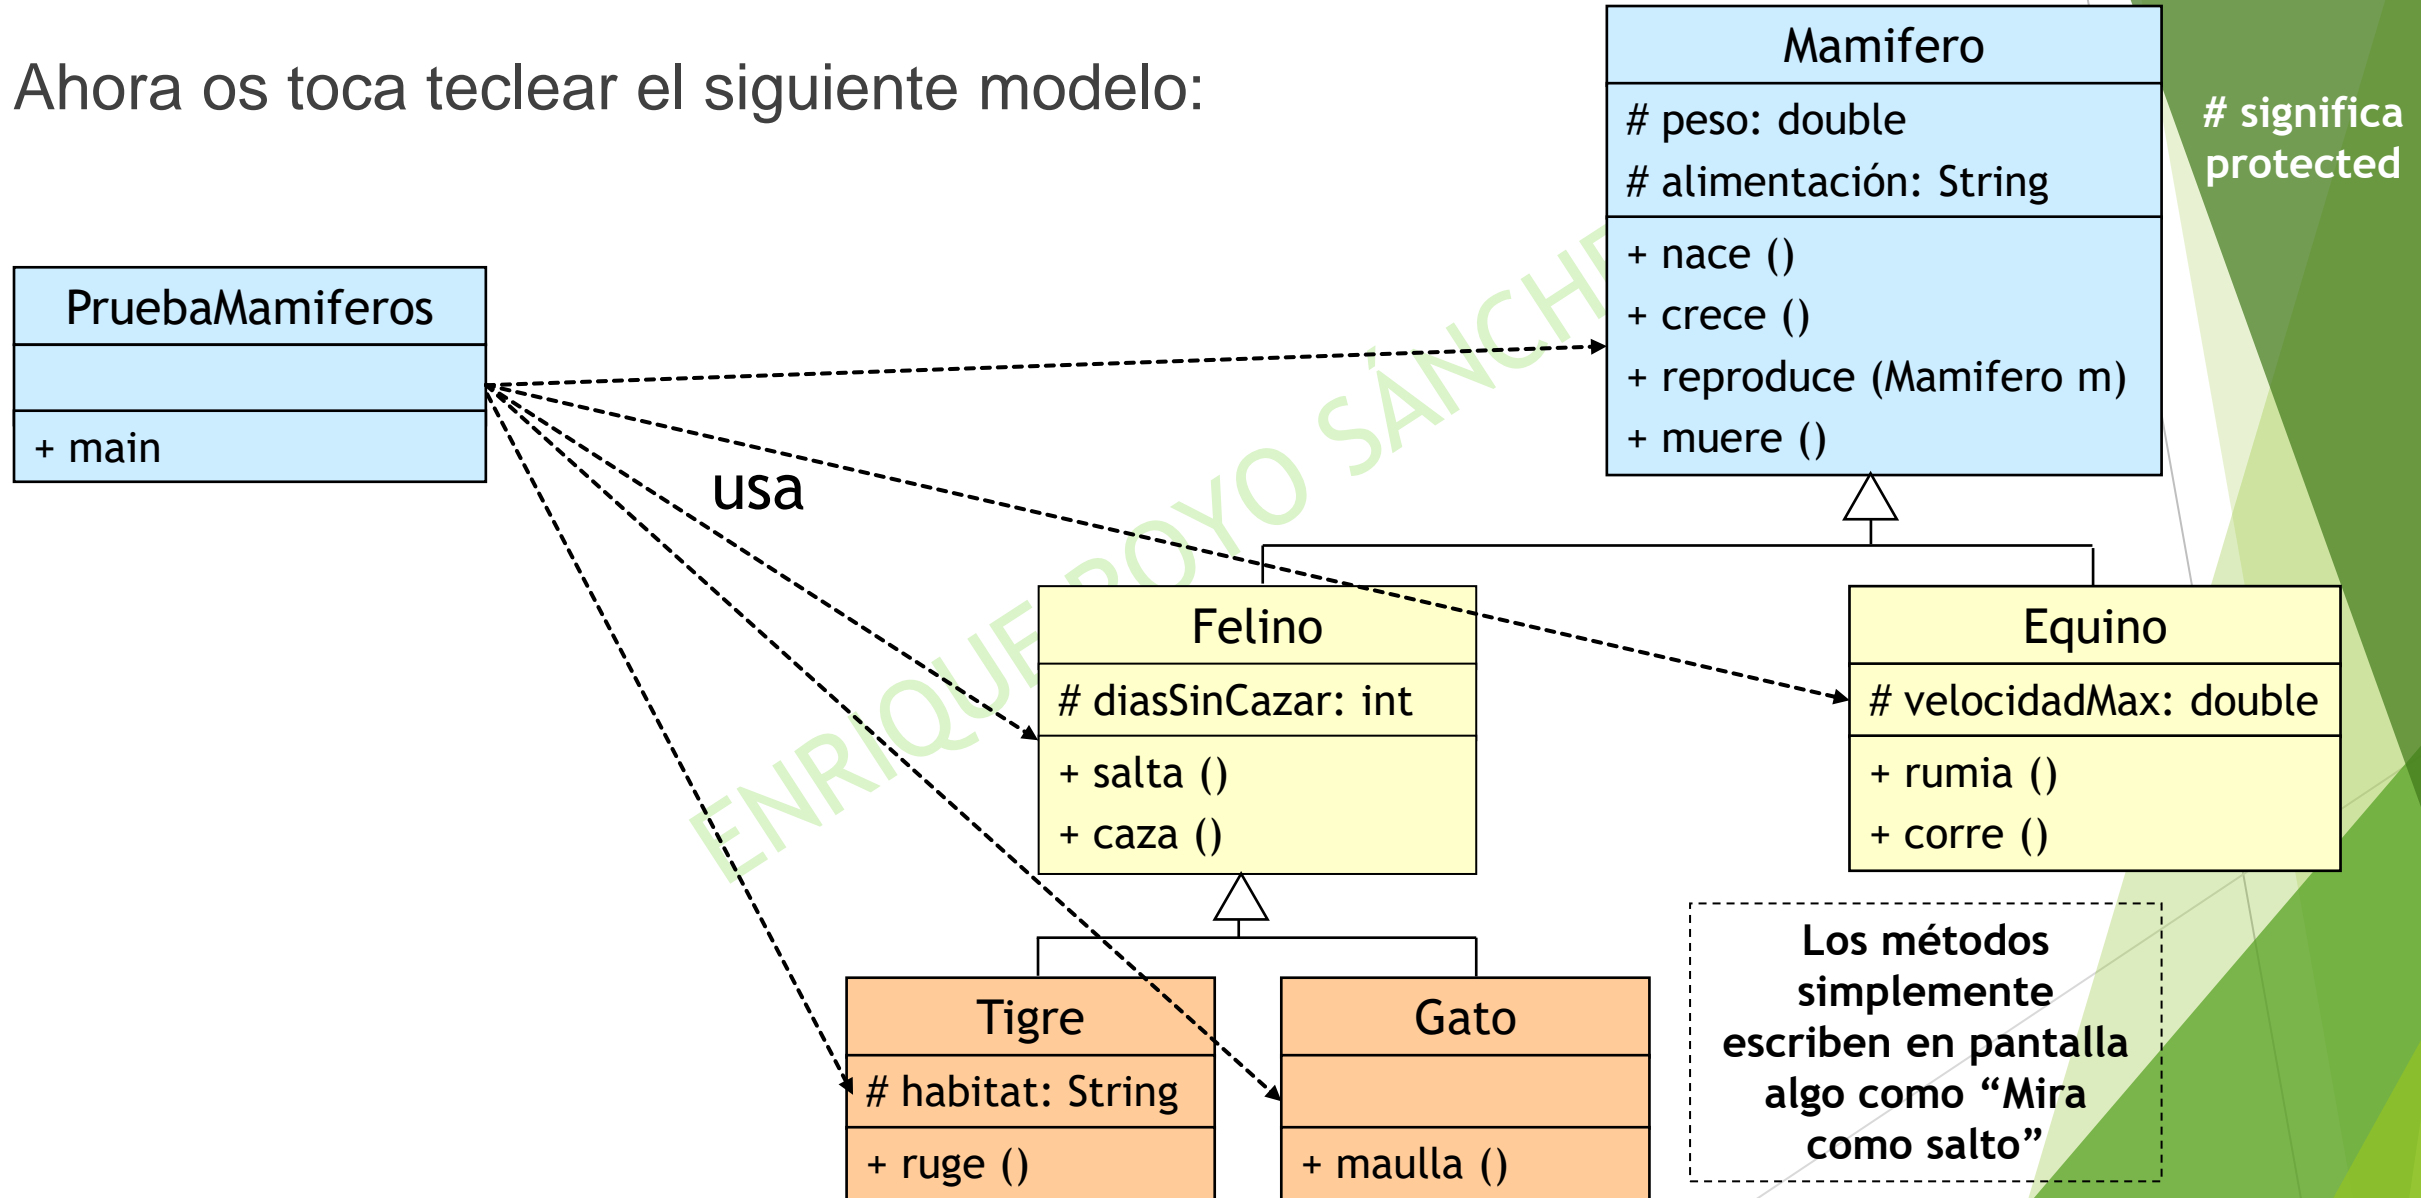 Ahora os toca teclear el siguiente modelo:
Mamifero
# peso: double
# alimentación: String
+ nace ()
+ crece ()
+ reproduce (Mamifero m)
+ muere ()
# significa
protected
PruebaMamiferos
+ main
usa
Felino
# diasSinCazar: int
+ salta ()
+ caza ()
Equino
# velocidadMax: double
+ rumia ()
+ corre ()
Tigre
# habitat: String
+ ruge ()
Gato
+ maulla ()
Los métodos
simplemente
escriben en pantalla
algo como “Mira
como salto”
ENRIQUE